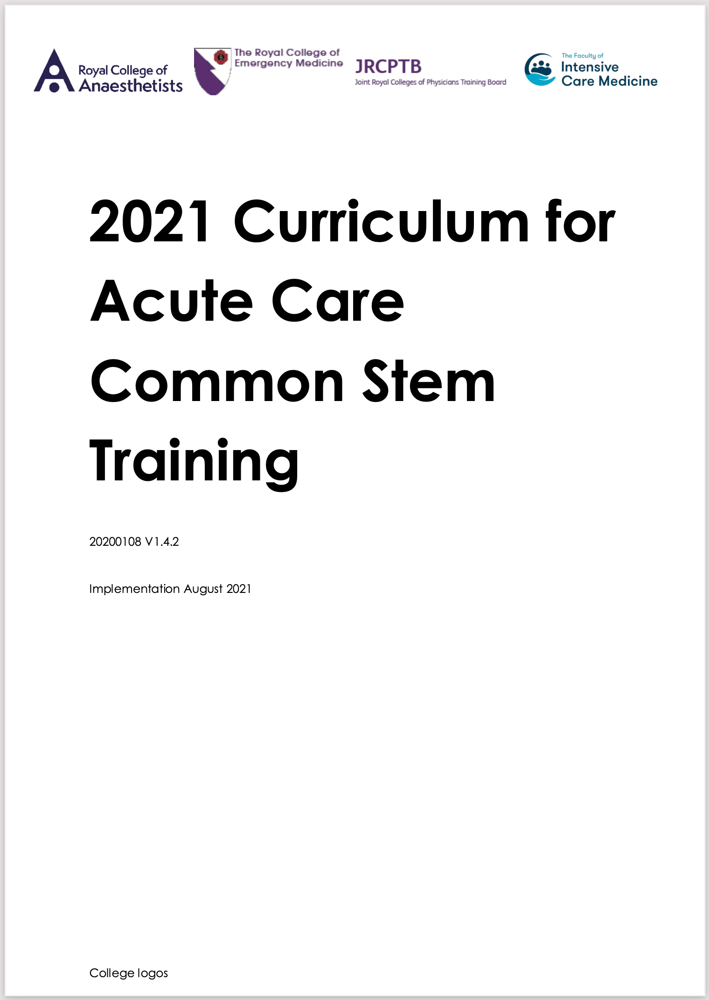 Royal College of
Anaesthetists
The Royal College of
Emergency Medicine
JRCPTB
Joint Royal Colleges of Physicians Training Board
The Faculty of
Intensive
Care Medicine
2021 Curriculum for
Acute Care
Common Stem
Training
20200108 V1.4.2
Implementation August 2021
College logos